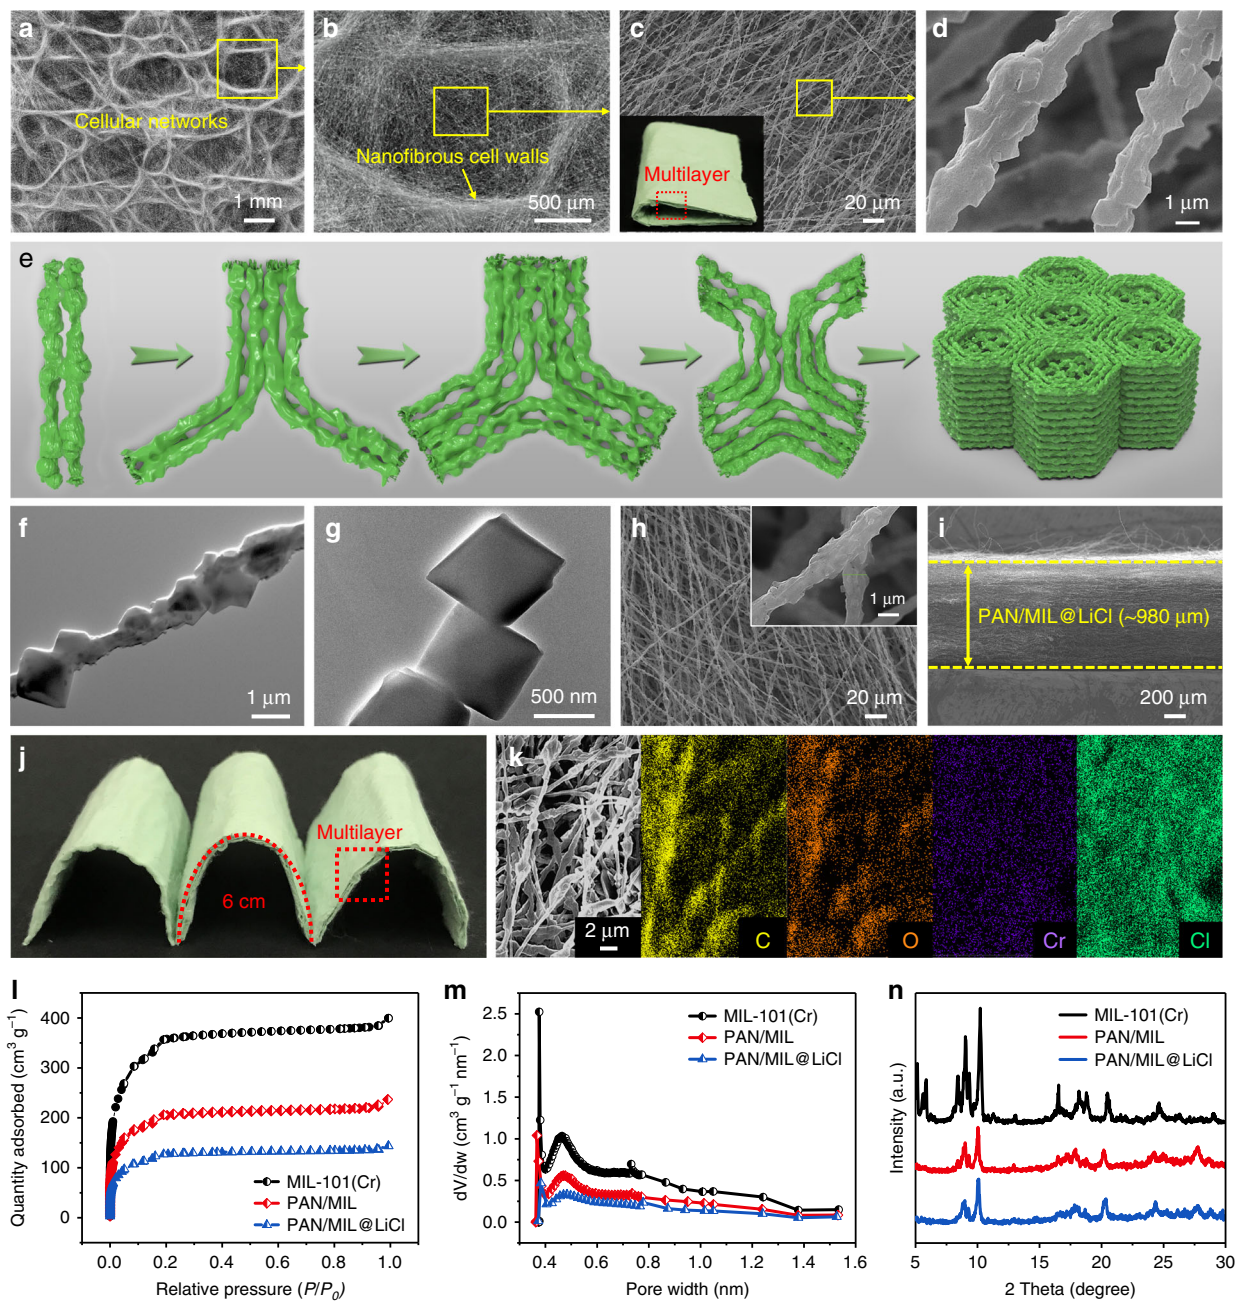 a
Cellular networks
1 mm
b
Nanofibrous cell walls
500 μm
c
Multilayer
20 μm
d
1 μm
e
f
1 μm
g
500 nm
h
1 μm
20 μm
i
PAN/MIL@LiCl (~980 μm)
200 μm
j
Multilayer
6 cm
k
2 μm
C
O
Cr
Cl
l
Quantity adsorbed (cm³ g⁻¹)
400
300
200
100
0
MIL-101(Cr)
PAN/MIL
PAN/MIL@LiCl
0.0 0.2 0.4 0.6 0.8 1.0
Relative pressure (P/P₀)
m
dV/dw (cm³ g⁻¹ nm⁻¹)
2.5
2.0
1.5
1.0
0.5
0.0
MIL-101(Cr)
PAN/MIL
PAN/MIL@LiCl
0.4 0.6 0.8 1.0 1.2 1.4 1.6
Pore width (nm)
n
Intensity (a.u.)
MIL-101(Cr)
PAN/MIL
PAN/MIL@LiCl
5 10 15 20 25 30
2 Theta (degree)